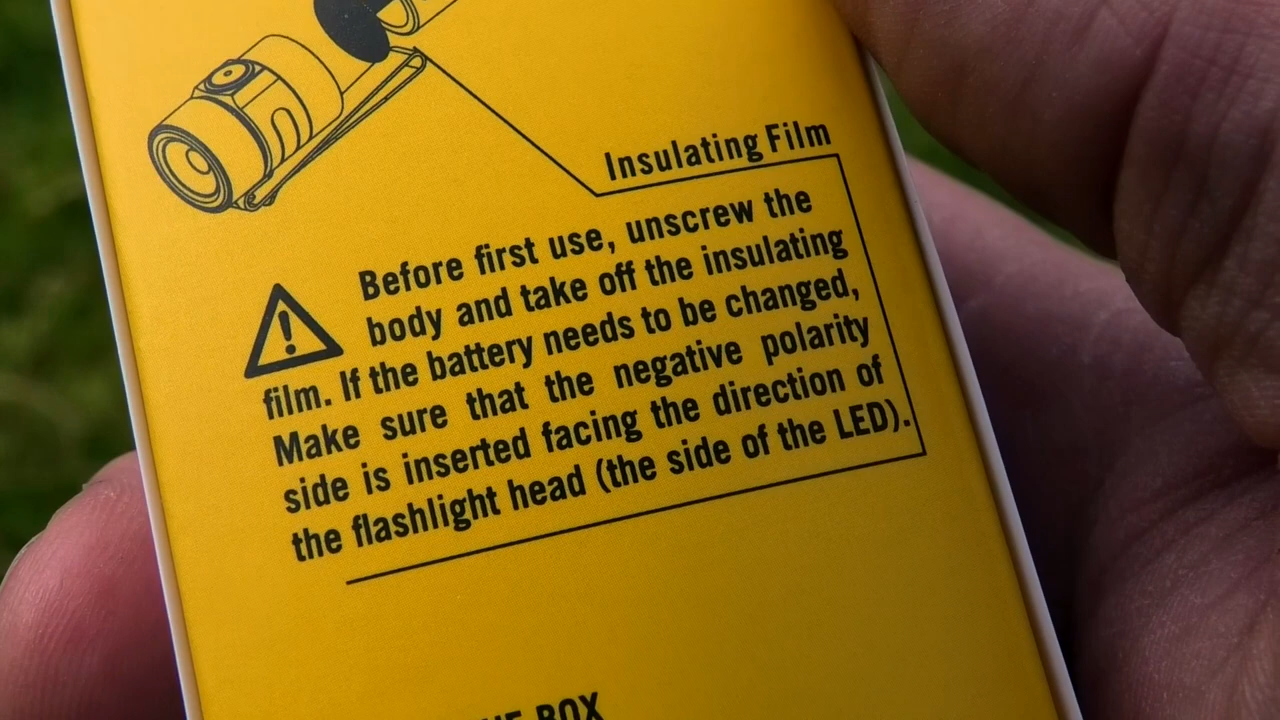 Insulating Film
Before first use, unscrew the
body and take off the insulating
film. If the battery needs to be changed,
Make sure that the negative polarity
side is inserted facing the direction of
the flashlight head (the side of the LED).
BOX